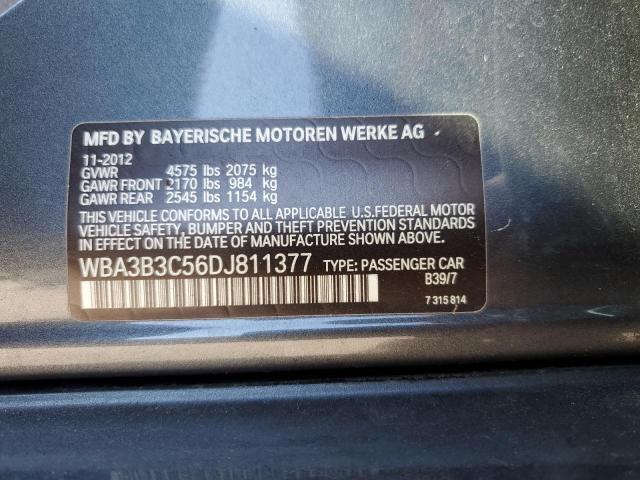 MFD BY BAYERISCHE MOTOREN WERKE AG
11-2012
GVWR 4575 lbs 2075 kg
GAWR FRONT 2170 lbs 984 kg
GAWR REAR 2545 lbs 1154 kg
THIS VEHICLE CONFORMS TO ALL APPLICABLE U.S.FEDERAL MOTOR
VEHICLE SAFETY, BUMPER, AND THEFT PREVENTION STANDARDS
IN EFFECT ON THE DATE OF MANUFACTURE SHOWN ABOVE.
WBA3B3C56DJ811377 TYPE: PASSENGER CAR
B39/7
7 315 814